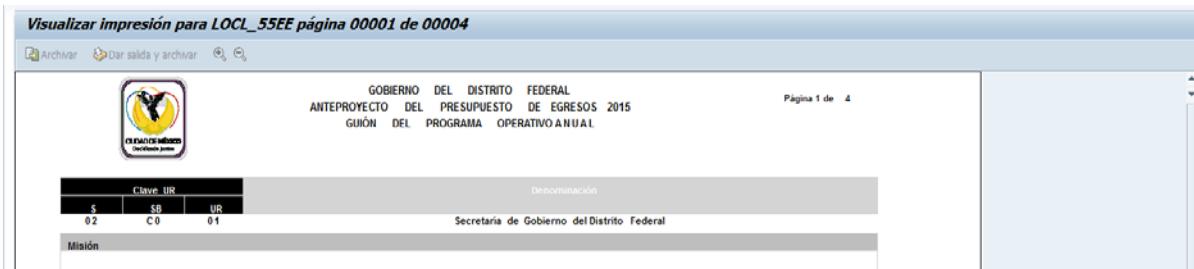 Visualizar impresión para LOCL_55EE página 00001 de 00004
Archivar Dar salida y archivar
GOBIERNO DEL DISTRITO FEDERAL
ANTEPROYECTO DEL PRESUPUESTO DE EGRESOS 2015
GUIÓN DEL PROGRAMA OPERATIVO ANUAL
Página 1 de 4
CIUDAD DE MÉXICO
Decidiendo juntos
Clave UR
Denominación
S SB UR
02 C0 01 Secretaría de Gobierno del Distrito Federal
Misión